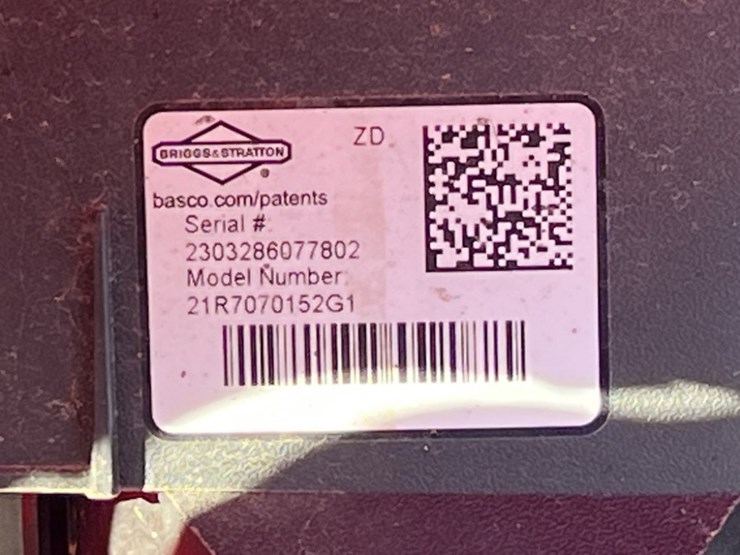 BRIGGS&STRATTON
®
ZD
basco.com/patents
Serial #:
2303286077802
Model Number:
21R7070152G1